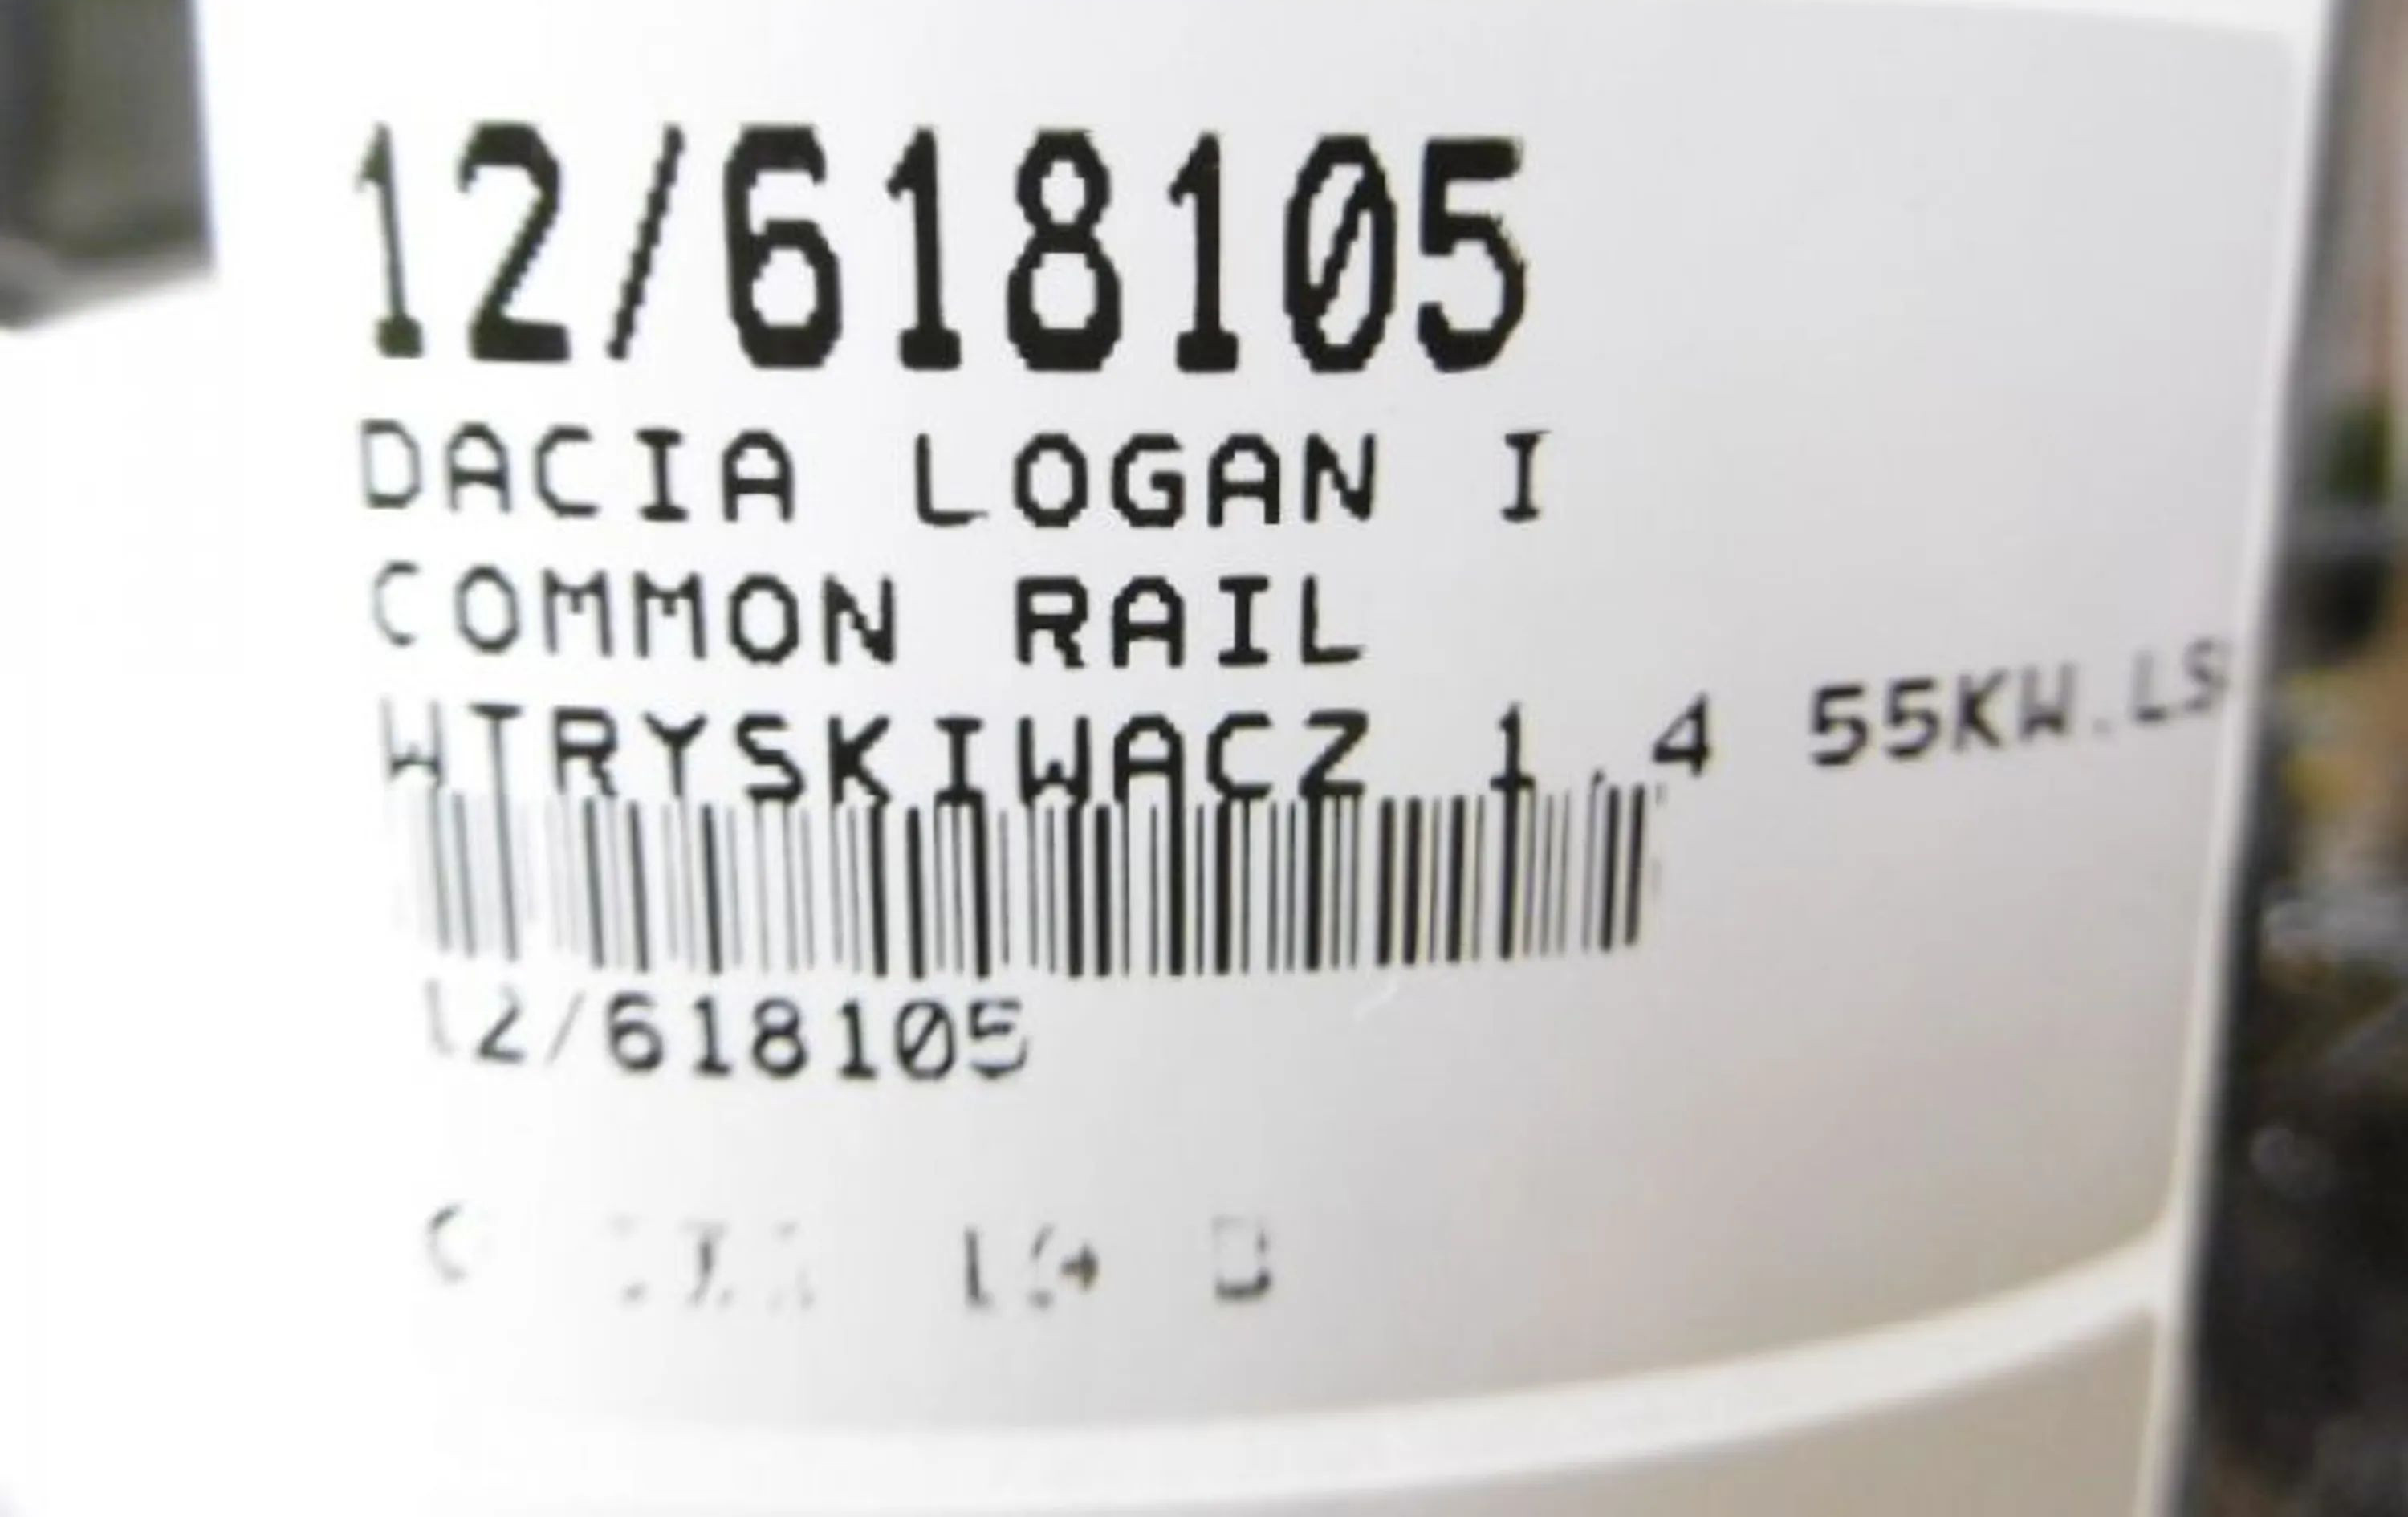 12/618105
DACIA LOGAN I
COMMON RAIL
WTRYSKIWACZ 1.4 55KW.LS
12/618105